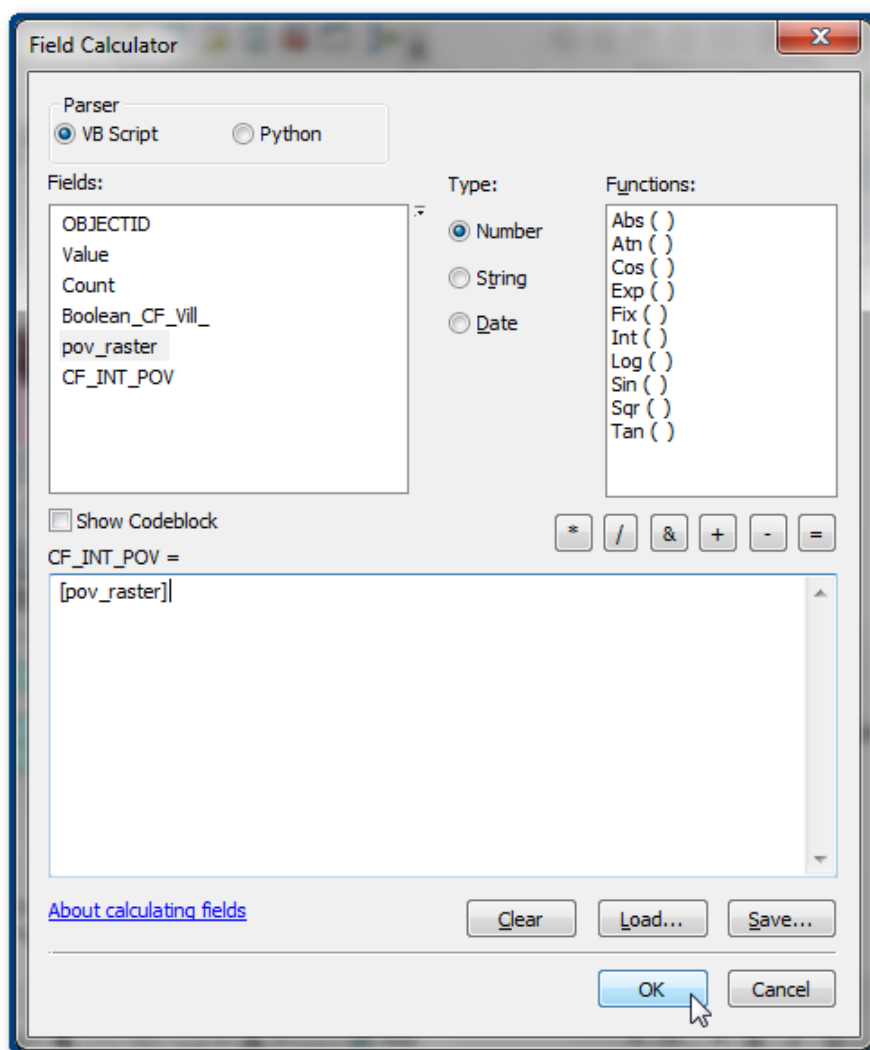 Field Calculator
Parser
VB Script
Python
Fields:
OBJECTID
Value
Count
Boolean_CF_Vill_
pov_raster
CF_INT_POV
Type:
Number
String
Date
Functions:
Abs ( )
Atn ( )
Cos ( )
Exp ( )
Fix ( )
Int ( )
Log ( )
Sin ( )
Sqr ( )
Tan ( )
Show Codeblock
* / & + - =
CF_INT_POV =
[pov_raster]
About calculating fields
Clear
Load...
Save...
OK
Cancel